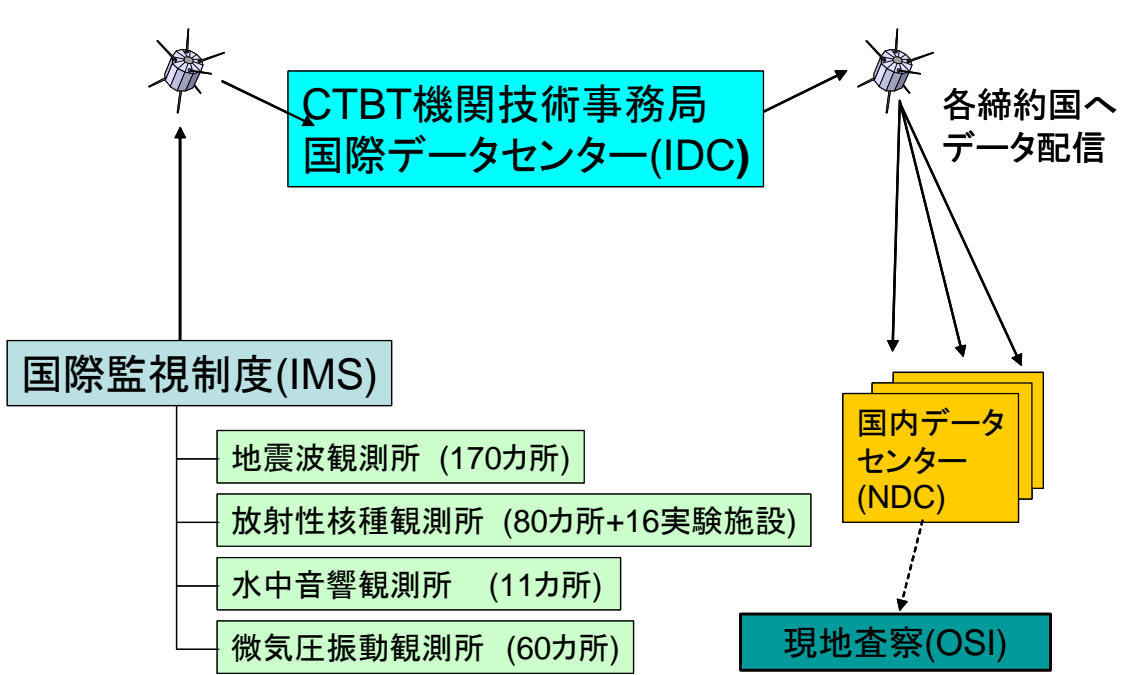 CTBT機関技術事務局
国際データセンター(IDC)
各締約国へ
データ配信
国際監視制度(IMS)
地震波観測所 (170カ所)
放射性核種観測所 (80カ所+16実験施設)
水中音響観測所 (11カ所)
微気圧振動観測所 (60カ所)
国内データ
センター
(NDC)
現地査察(OSI)